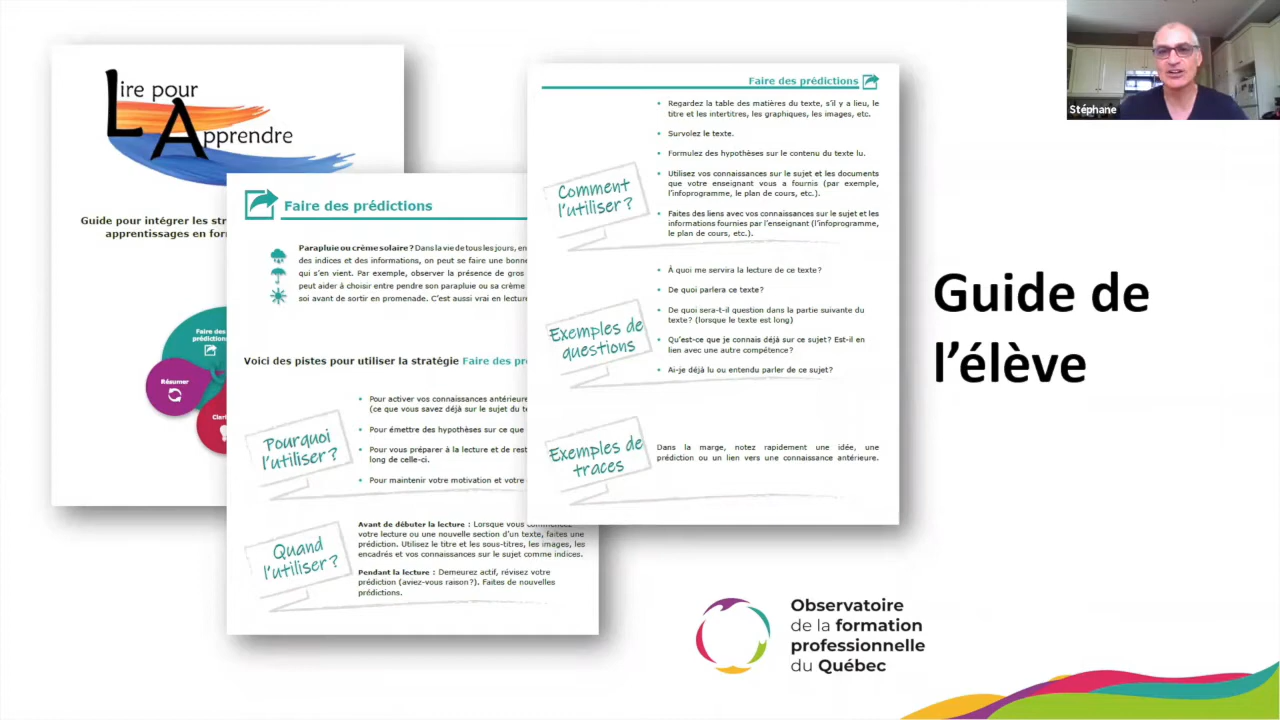 Lire pour
Apprendre
Guide pour intégrer les
apprentissages en
Faire des
prédictions
Résumer
Faire des prédictions
Parapluie ou crème solaire ? Dans la vie de tous les jours, en
des indices et des informations, on peut se faire une bonne
qui s'en vient. Par exemple, observer la présence de gros
peut aider à choisir entre pendre son parapluie ou sa crème
soi avant de sortir en promenade. C'est aussi vrai en lecture
Voici des pistes pour utiliser la stratégie Faire des
Pourquoi
l'utiliser ?
• Pour activer vos connaissances
(ce que vous savez déjà sur le sujet du
• Pour émettre des hypothèses sur ce que
• Pour vous préparer à la lecture et de
long de celle-ci.
• Pour maintenir votre motivation et votre
Quand
l'utiliser ?
Avant de débuter la lecture : Lorsque vous commencez
votre lecture ou une nouvelle section d'un texte, faites une
prédiction. Utilisez le titre et les sous-titres, les images, les
encadrés et vos connaissances sur le sujet comme indices.
Pendant la lecture : Demeurez actif, révisez votre
prédiction (aviez-vous raison ?). Faites de nouvelles
prédictions.
Faire des prédictions
• Regardez la table des matières du texte, s'il y a lieu, le
titre et les intertitres, les graphiques, les images, etc.
• Survolez le texte.
• Formulez des hypothèses sur le contenu du texte lu.
• Utilisez vos connaissances sur le sujet et les documents
que votre enseignant vous a fournis (par exemple,
l'infoprogramme, le plan de cours, etc.).
• Faites des liens avec vos connaissances sur le sujet et les
informations fournies par l'enseignant (l'infoprogramme,
le plan de cours, etc.).
Comment
l'utiliser ?
• À quoi me servira la lecture de ce texte ?
• De quoi parlera ce texte ?
• De quoi sera-t-il question dans la partie suivante du
texte ? (lorsque le texte est long)
• Qu'est-ce que je connais déjà sur ce sujet ? Est-il en
lien avec une autre compétence ?
• Ai-je déjà lu ou entendu parler de ce sujet ?
Exemples de
questions
Exemples de
traces
Dans la marge, notez rapidement une idée, une
prédiction ou un lien vers une connaissance antérieure.
Guide de
l'élève
Observatoire
de la formation
professionnelle
du Québec
Stéphane